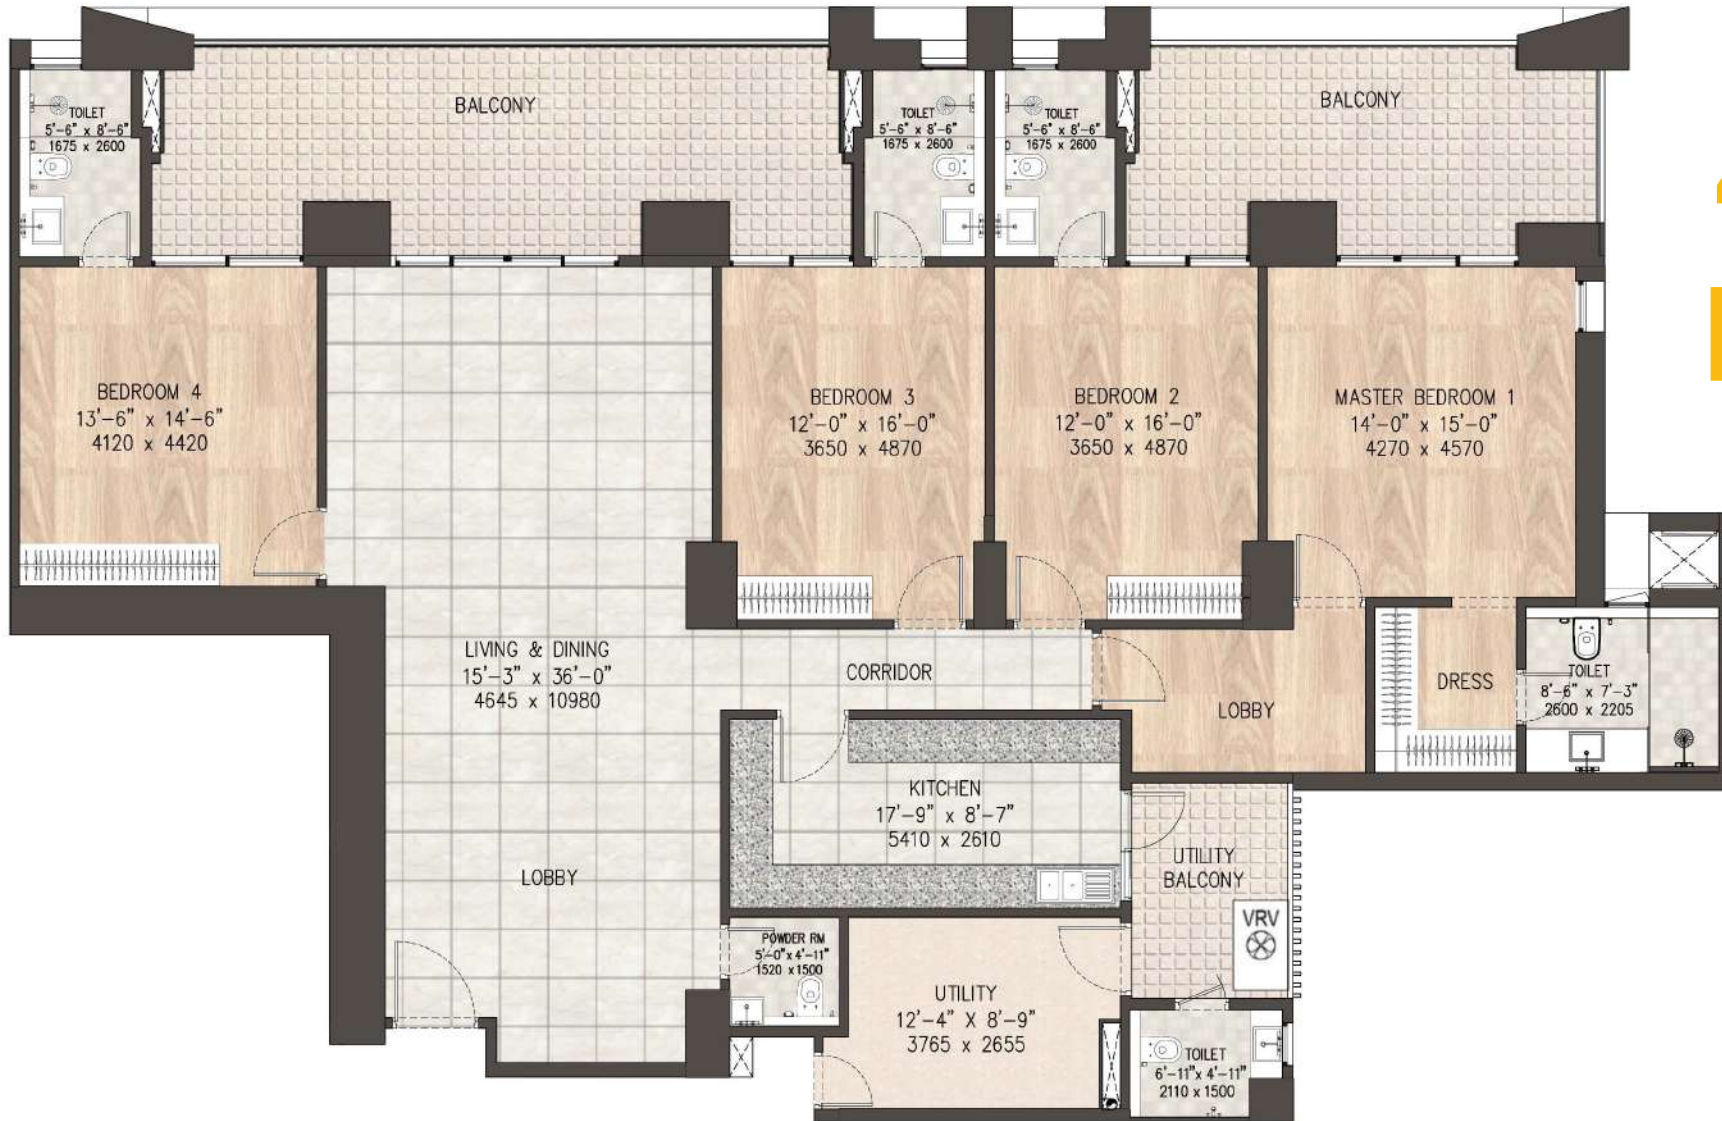 BALCONY
BALCONY
TOILET
5'-6" x 8'-6"
1675 x 2600
TOILET
5'-6" x 8'-6"
1675 x 2600
TOILET
5'-6" x 8'-6"
1675 x 2600
BEDROOM 4
13'-6" x 14'-6"
4120 x 4420
BEDROOM 3
12'-0" x 16'-0"
3650 x 4870
BEDROOM 2
12'-0" x 16'-0"
3650 x 4870
MASTER BEDROOM 1
14'-0" x 15'-0"
4270 x 4570
LIVING & DINING
15'-3" x 36'-0"
4645 x 10980
CORRIDOR
LOBBY
DRESS
TOILET
8'-6" x 7'-3"
2600 x 2205
KITCHEN
17'-9" x 8'-7"
5410 x 2610
LOBBY
UTILITY
BALCONY
VRV
POWDER RM
5'-0" x 4'-11"
1520 x 1500
UTILITY
12'-4" X 8'-9"
3765 x 2655
TOILET
6'-11" x 4'-11"
2110 x 1500